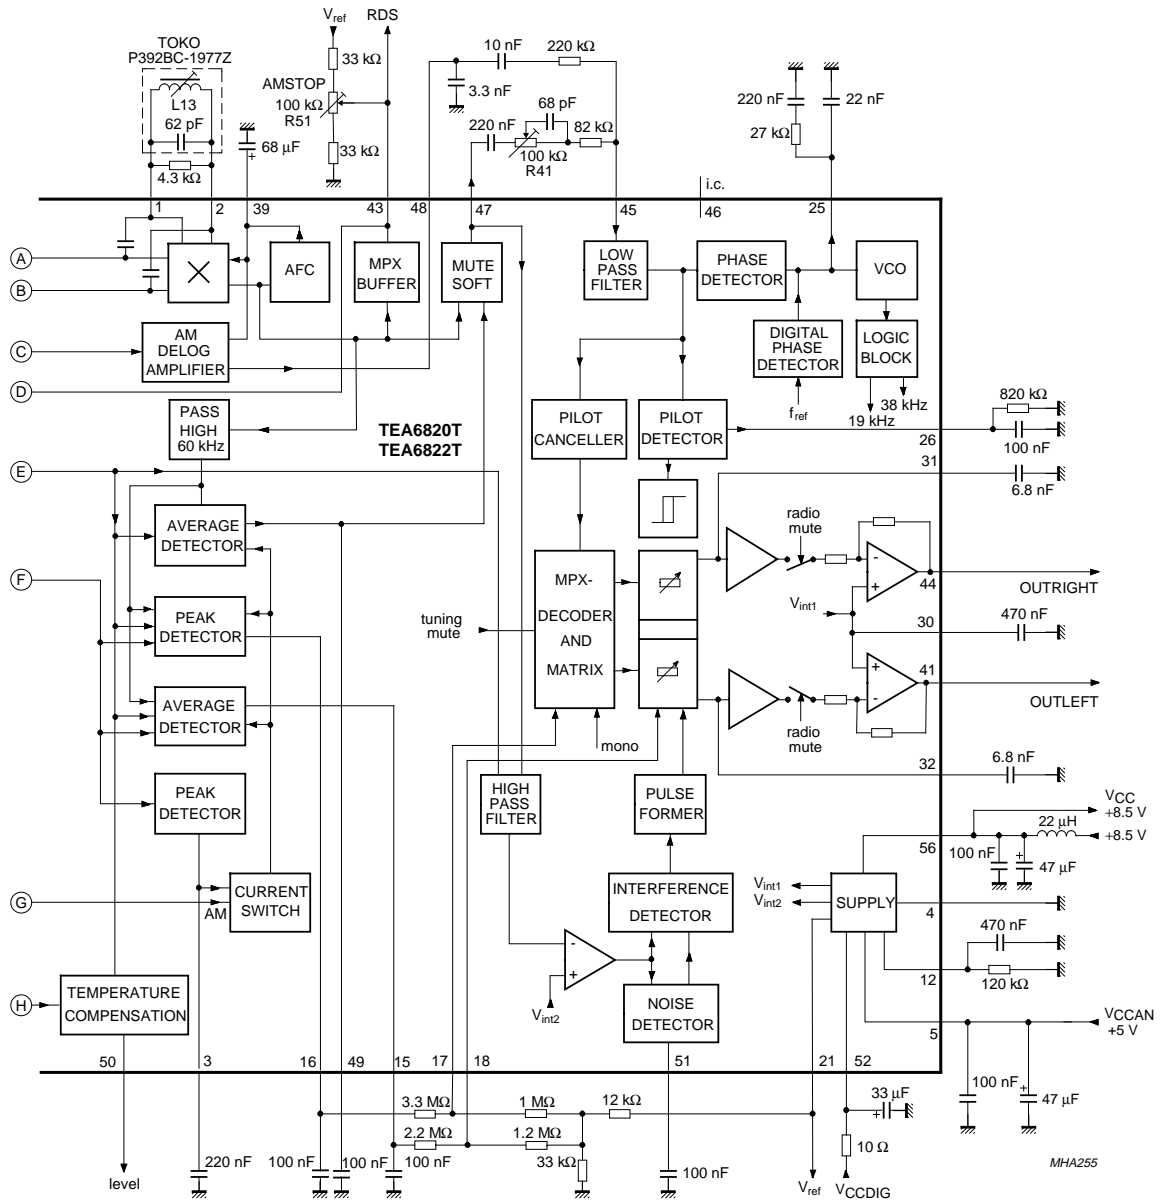 V_ref
RDS
TOKO
P392BC-1977Z
33 kΩ
10 nF
220 kΩ
AMSTOP
100 kΩ
R51
3.3 nF
L13
62 pF
68 μF
33 kΩ
4.3 kΩ
220 nF
68 pF
82 kΩ
100 kΩ
R41
220 nF
22 nF
27 kΩ
i.c.
1
2
39
43
48
47
45
46
25
A
B
C
D
E
F
G
H
AFC
MPX
BUFFER
MUTE
SOFT
LOW
PASS
FILTER
PHASE
DETECTOR
VCO
AM
DELOG
AMPLIFIER
DIGITAL
PHASE
DETECTOR
LOGIC
BLOCK
f_ref
38 kHz
19 kHz
820 kΩ
26
100 nF
PASS
HIGH
60 kHz
TEA6820T
TEA6822T
PILOT
CANCELLER
PILOT
DETECTOR
31
6.8 nF
AVERAGE
DETECTOR
radio
mute
-
+
44
OUTRIGHT
MPX-
DECODER
AND
MATRIX
V_int1
PEAK
DETECTOR
tuning
mute
30
470 nF
+
-
41
OUTLEFT
AVERAGE
DETECTOR
mono
radio
mute
32
6.8 nF
PEAK
DETECTOR
HIGH
PASS
FILTER
PULSE
FORMER
V_CC
+8.5 V
22 μH
+8.5 V
56
100 nF
+
47 μF
AM
CURRENT
SWITCH
INTERFERENCE
DETECTOR
V_int1
V_int2
SUPPLY
4
470 nF
12
120 kΩ
-
+
V_int2
NOISE
DETECTOR
TEMPERATURE
COMPENSATION
V_CCAN
+5 V
5
50
3
16
49
15
17
18
51
21
52
100 nF
+
47 μF
3.3 MΩ
1 MΩ
12 kΩ
33 μF
+
2.2 MΩ
1.2 MΩ
33 kΩ
10 Ω
level
220 nF
100 nF
100 nF
100 nF
100 nF
V_ref
V_CCDIG
MHA255
+